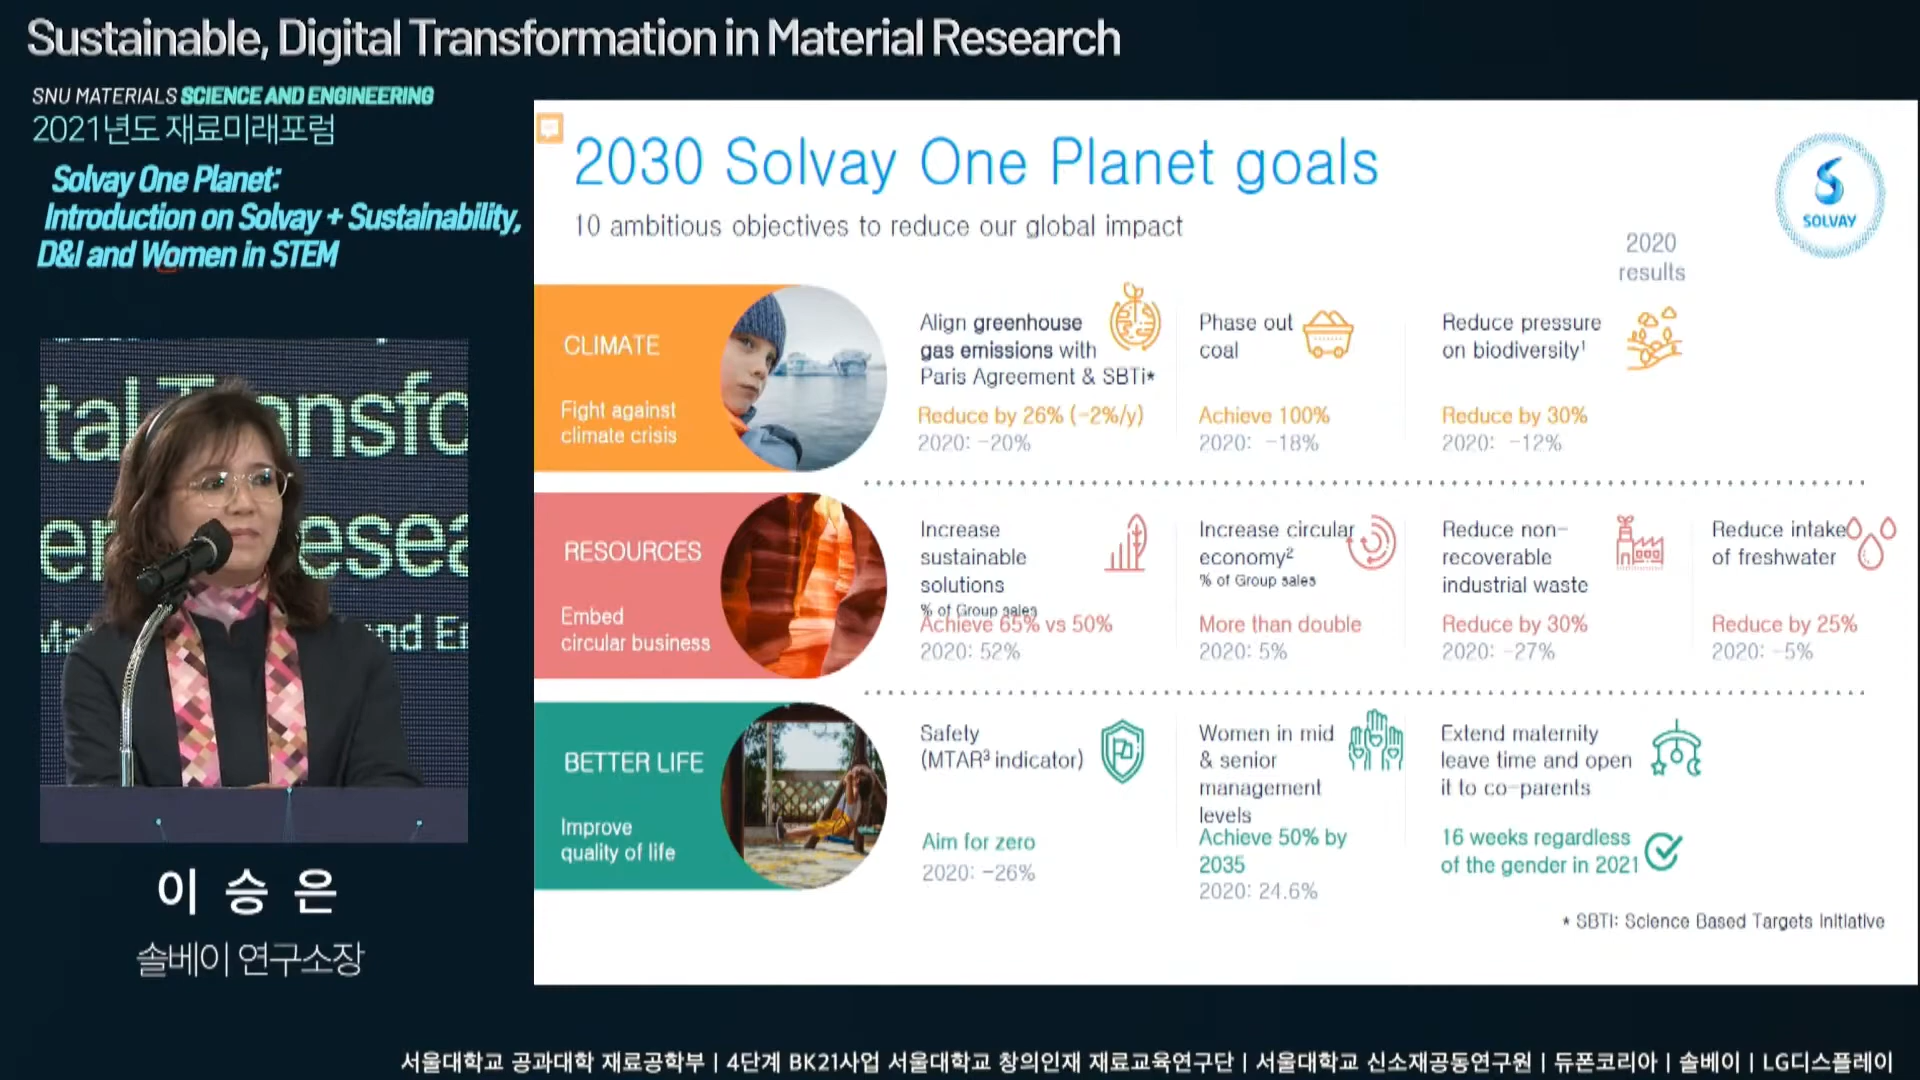 Sustainable, Digital Transformation in Material Research
SNU MATERIALS SCIENCE AND ENGINEERING
2021년도 재료미래포럼
Solvay One Planet:
Introduction on Solvay + Sustainability,
D&I and Women in STEM
tal Transfo
esea
nd En
이 승 은
솔베이 연구소장
2030 Solvay One Planet goals
10 ambitious objectives to reduce our global impact
SOLVAY
2020
results
CLIMATE
Fight against
climate crisis
Align greenhouse
gas emissions with
Paris Agreement & SBTi*
Reduce by 26% (-2%/y)
2020: -20%
Phase out
coal
Achieve 100%
2020: -18%
Reduce pressure
on biodiversity¹
Reduce by 30%
2020: -12%
RESOURCES
Embed
circular business
Increase
sustainable
solutions
% of Group sales
Achieve 65% vs 50%
2020: 52%
Increase circular
economy²
% of Group sales
More than double
2020: 5%
Reduce non-
recoverable
industrial waste
Reduce by 30%
2020: -27%
Reduce intake
of freshwater
Reduce by 25%
2020: -5%
BETTER LIFE
Improve
quality of life
Safety
(MTAR³ indicator)
Aim for zero
2020: -26%
Women in mid
& senior
management
levels
Achieve 50% by
2035
2020: 24.6%
Extend maternity
leave time and open
it to co-parents
16 weeks regardless
of the gender in 2021
* SBTI: Science Based Targets Initiative
서울대학교 공과대학 재료공학부 | 4단계 BK21사업 서울대학교 창의인재 재료교육연구단 | 서울대학교 신소재공동연구원 | 듀폰코리아 | 솔베이 | LG디스플레이